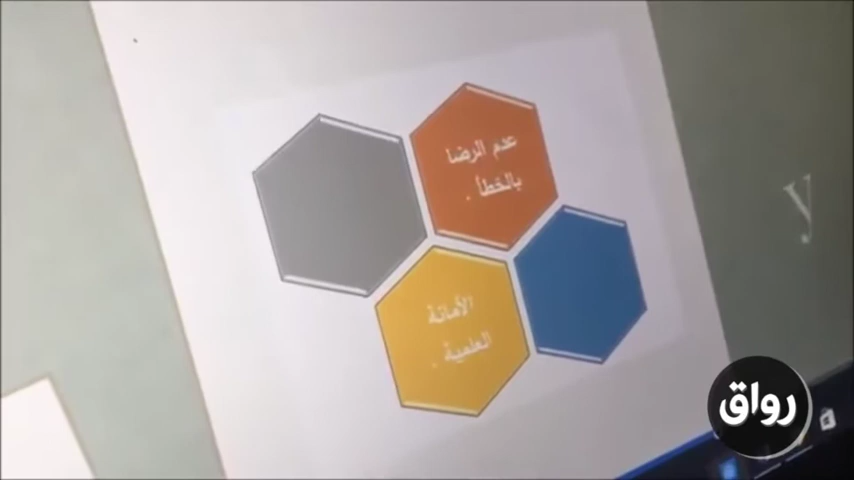 عدم الرضا
بالخطأ .
الأمانة
العلمية .
y
رواق